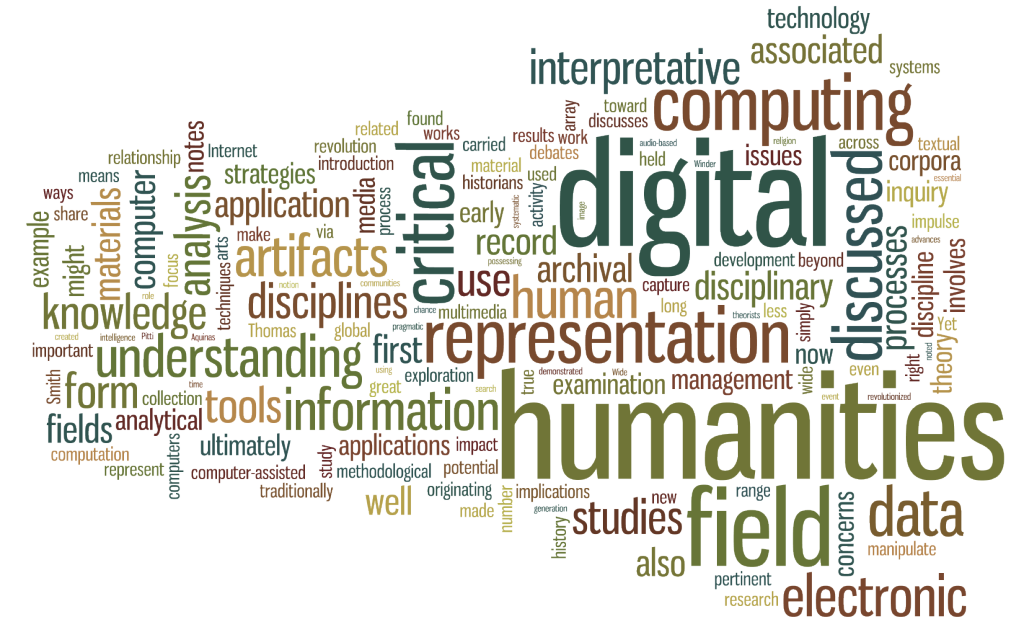 technology
associated
interpretative
systems
computing
array
toward
discusses
found
related
works
results
work
carried
debates
audio-based
religion
across
textual
notes
Internet
revolution
introduction
critical
material
held
Winder
issues
corpora
essential
relationship
means
strategies
historians
used
digital
discussed
inquiry
ways
materials
computer
analysis
application
media
process
early
systematic
activity
image
impulse
share
example
might
focus
arts
make
via
artifacts
record
possessing
archival
development
beyond
processes
advances
discipline
involves
techniques
notion
communities
use
human
capture
disciplinary
role
knowledge
disciplines
chance
multimedia
long
theorists
less
simply
Yet
theory
created
intelligence
Pitti
Aquinas
Thomas
global
pragmatic
representation
noted
right
important
understanding
first
now
wide
even
Smith
form
time
using
great
exploration
search
true
demonstrated
Wide
examination
management
event
revolutionized
collection
tools
information
humanities
fields
analytical
computation
represent
computers
ultimately
applications
impact
computer-assisted
study
methodological
potential
traditionally
well
originating
made
number
implications
generation
history
studies
new
field
range
concerns
data
manipulate
also
pertinent
research
electronic